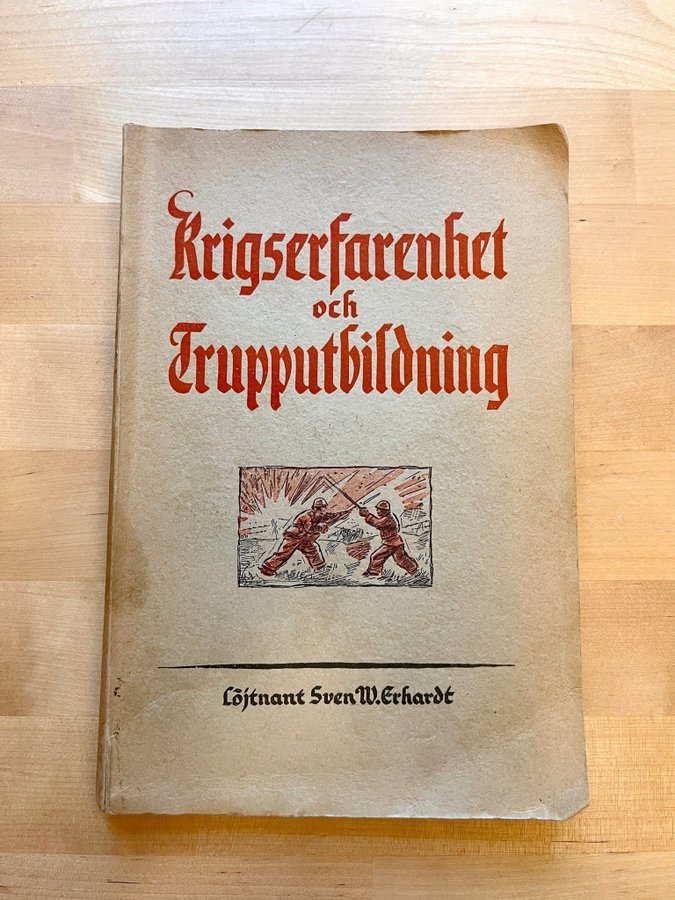 Krigserfarenhet
och
Trupputbildning
Löjtnant Sven W. Erhardt